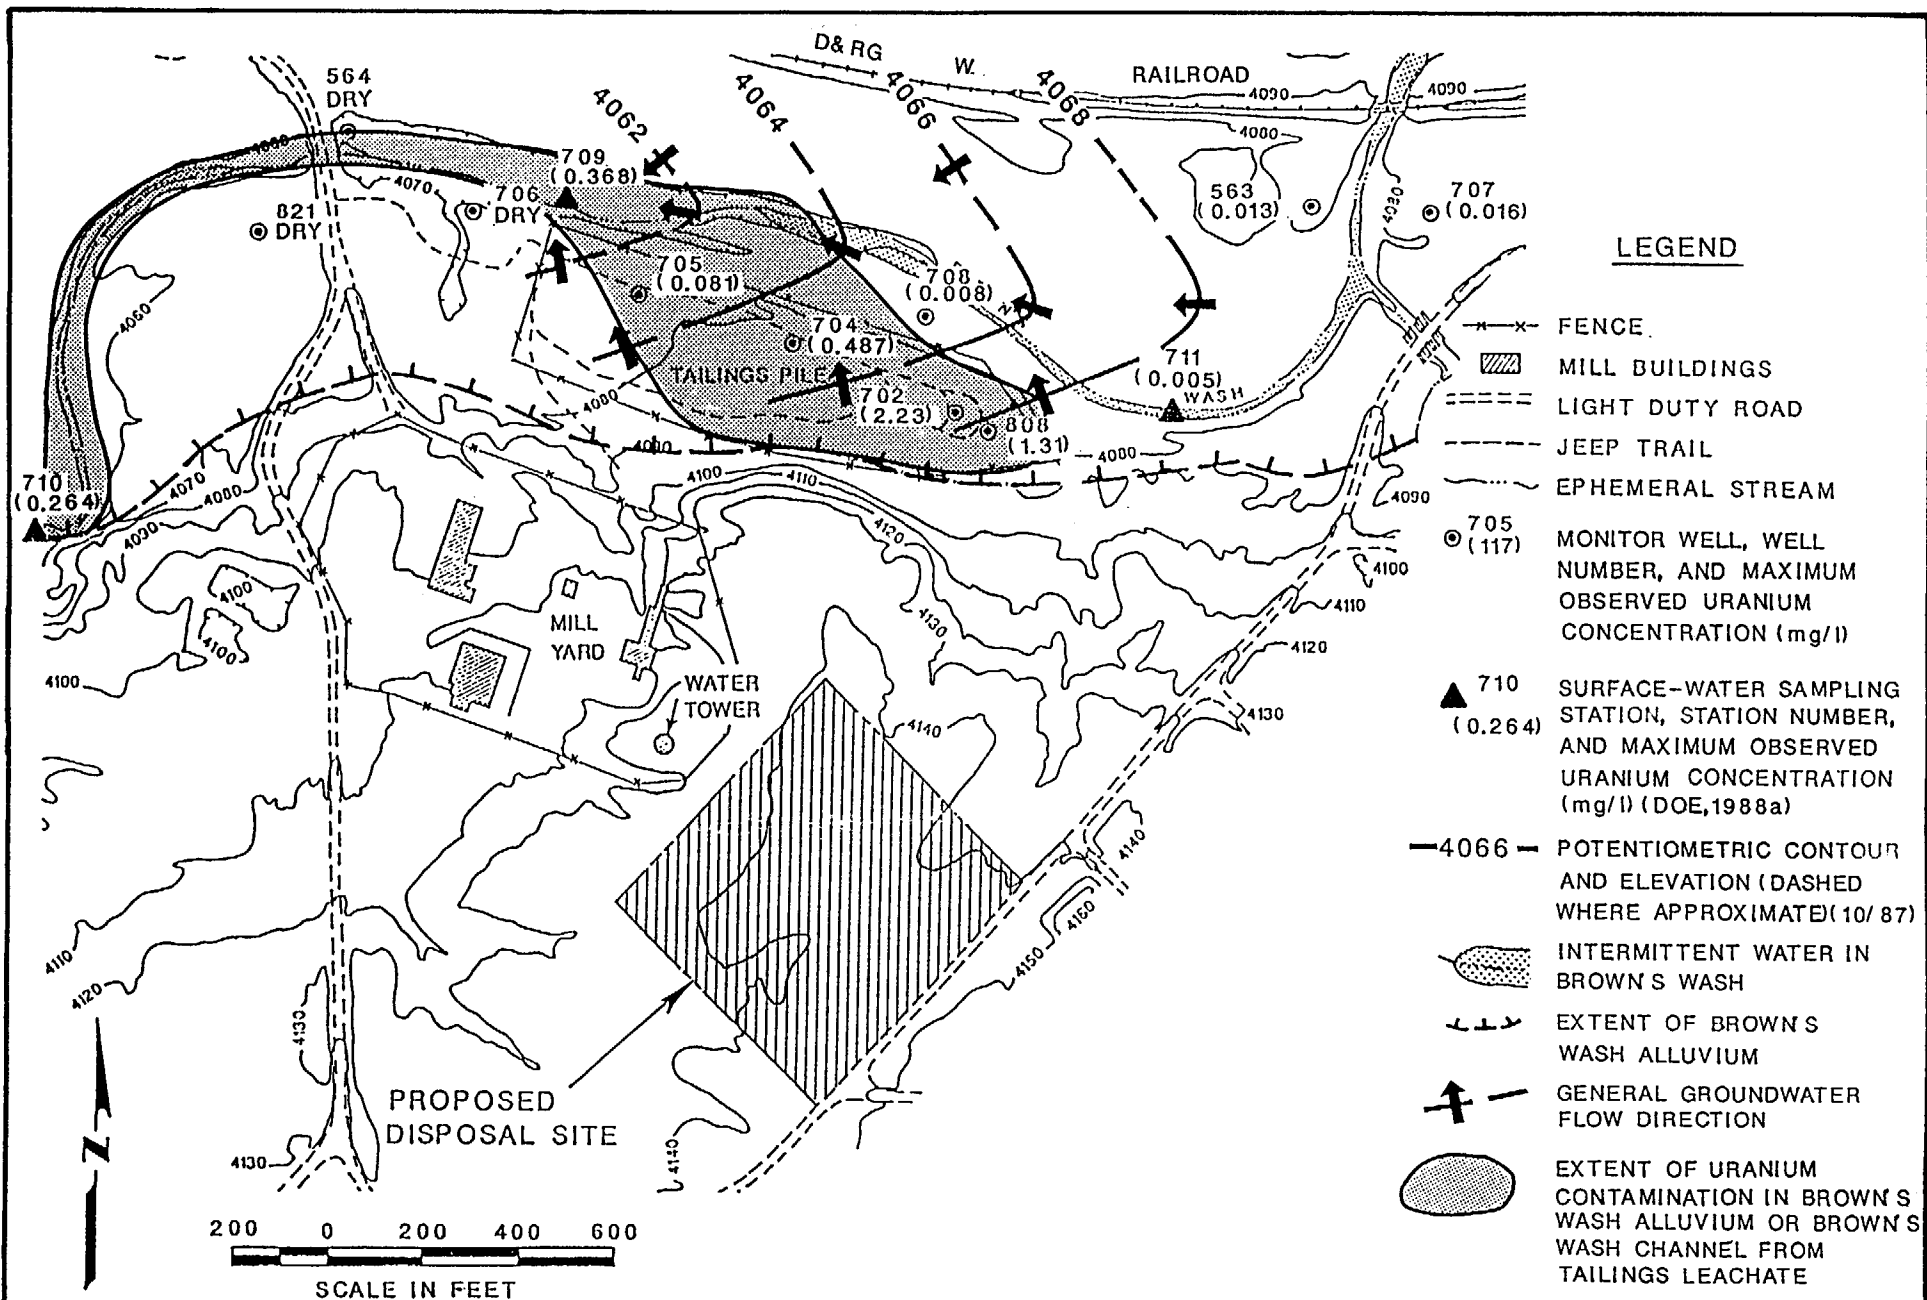 D&RG W. RAILROAD
564
DRY
4062
4064
4066
4068
4090
4090
4080
4080
709
(0.368)
4070
706
DRY
821
DRY
563
(0.013)
707
(0.016)
4080
705
(0.081)
708
(0.008)
704
(0.487)
711
(0.005)
WASH
TAILINGS PILE
702
(2.23)
808
(1.31)
4060
4080
4080
4080
4090
710
(0.264)
4070
4080
4090
4100
4110
4120
4100
4110
4120
4130
4100
4100
4100
MILL
YARD
WATER
TOWER
4130
4140
4140
4160
4150
4110
4120
4130
4130
4140
PROPOSED
DISPOSAL SITE
N
200 0 200 400 600
SCALE IN FEET
LEGEND
FENCE
MILL BUILDINGS
LIGHT DUTY ROAD
JEEP TRAIL
EPHEMERAL STREAM
705
(117)
MONITOR WELL, WELL
NUMBER, AND MAXIMUM
OBSERVED URANIUM
CONCENTRATION (mg/l)
710
(0.264)
SURFACE-WATER SAMPLING
STATION, STATION NUMBER,
AND MAXIMUM OBSERVED
URANIUM CONCENTRATION
(mg/l) (DOE,1988a)
4066
POTENTIOMETRIC CONTOUR
AND ELEVATION (DASHED
WHERE APPROXIMATE)(10/87)
INTERMITTENT WATER IN
BROWN'S WASH
EXTENT OF BROWN'S
WASH ALLUVIUM
GENERAL GROUNDWATER
FLOW DIRECTION
EXTENT OF URANIUM
CONTAMINATION IN BROWN'S
WASH ALLUVIUM OR BROWN'S
WASH CHANNEL FROM
TAILINGS LEACHATE